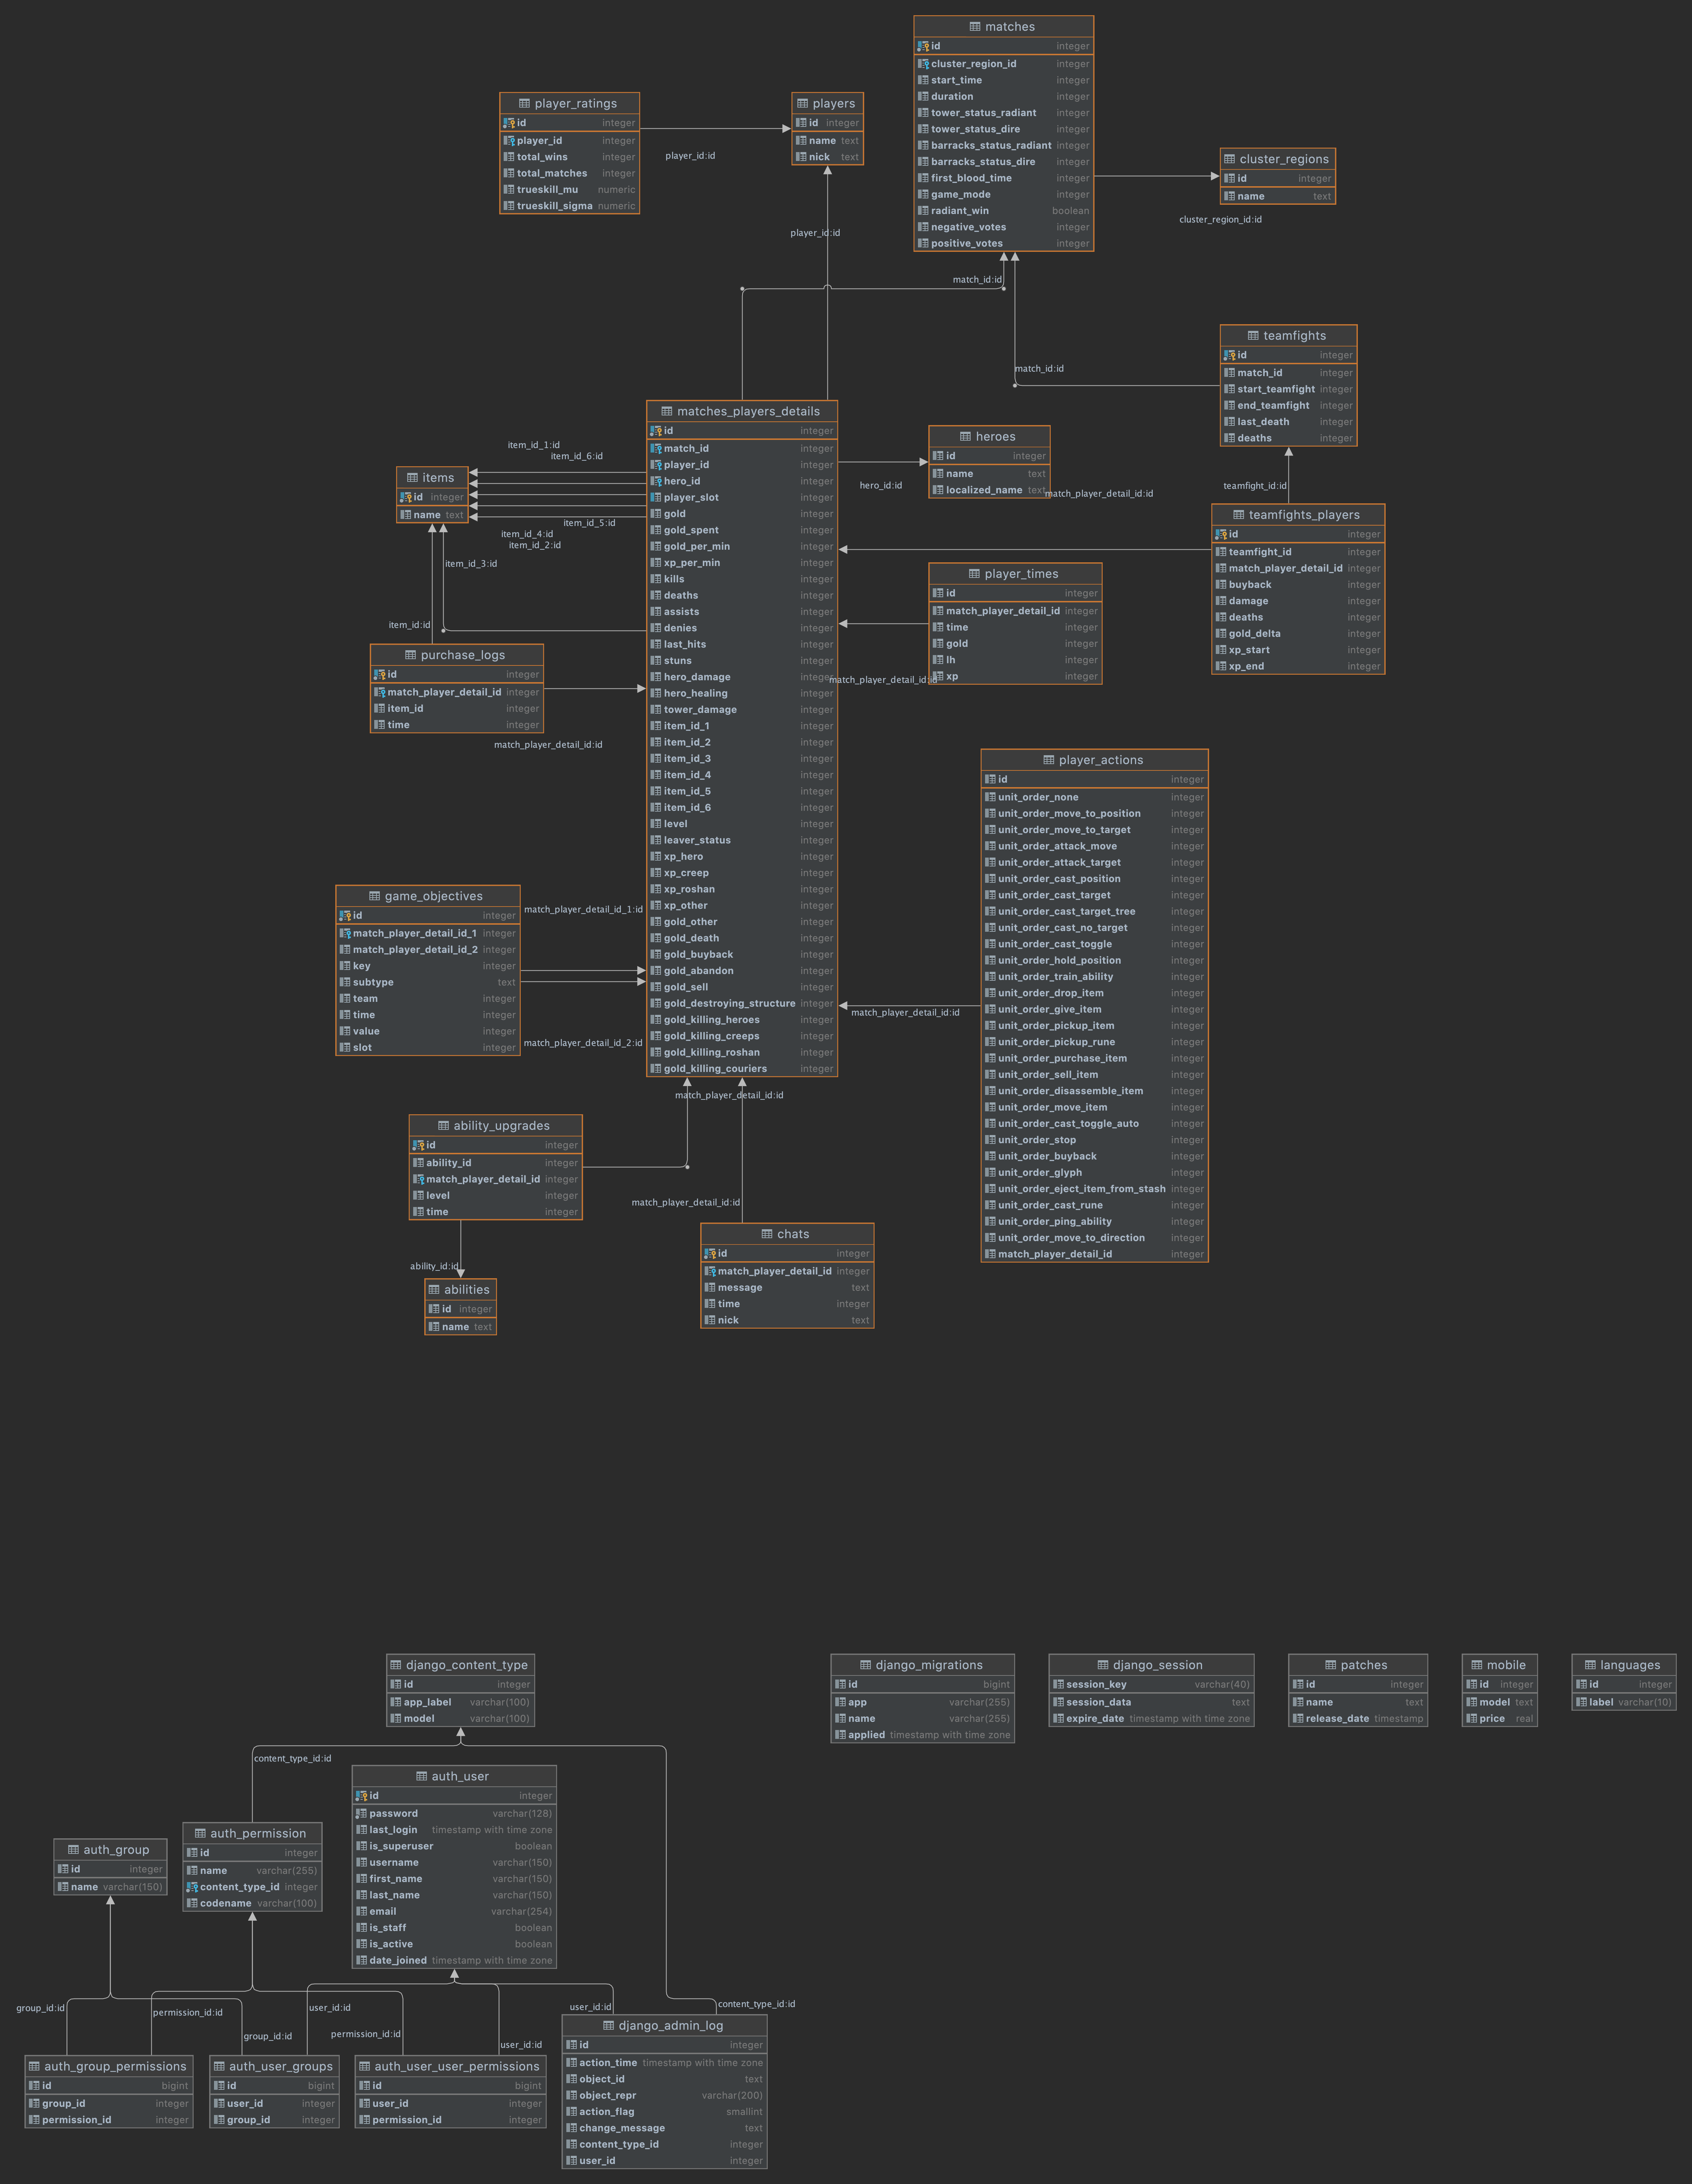 matches
id integer
cluster_region_id integer
start_time integer
duration integer
tower_status_radiant integer
tower_status_dire integer
barracks_status_radiant integer
barracks_status_dire integer
first_blood_time integer
game_mode integer
radiant_win boolean
negative_votes integer
positive_votes integer
player_ratings
id integer
player_id integer
total_wins integer
total_matches integer
trueskill_mu numeric
trueskill_sigma numeric
player_id:id
players
id integer
name text
nick text
player_id:id
cluster_regions
id integer
name text
cluster_region_id:id
match_id:id
match_id:id
teamfights
id integer
match_id integer
start_teamfight integer
end_teamfight integer
last_death integer
deaths integer
teamfight_id:id
matches_players_details
id integer
match_id integer
player_id integer
hero_id integer
player_slot integer
gold integer
gold_spent integer
gold_per_min integer
xp_per_min integer
kills integer
deaths integer
assists integer
denies integer
last_hits integer
stuns integer
hero_damage integer
hero_healing integer
tower_damage integer
item_id_1 integer
item_id_2 integer
item_id_3 integer
item_id_4 integer
item_id_5 integer
item_id_6 integer
level integer
leaver_status integer
xp_hero integer
xp_creep integer
xp_roshan integer
xp_other integer
gold_other integer
gold_death integer
gold_buyback integer
gold_abandon integer
gold_sell integer
gold_destroying_structure integer
gold_killing_heroes integer
gold_killing_creeps integer
gold_killing_roshan integer
gold_killing_couriers integer
heroes
id integer
name text
localized_name text
hero_id:id
match_player_detail_id:id
teamfights_players
id integer
teamfight_id integer
match_player_detail_id integer
buyback integer
damage integer
deaths integer
gold_delta integer
xp_start integer
xp_end integer
item_id_1:id
item_id_6:id
items
id integer
name text
item_id_5:id
item_id_4:id
item_id_2:id
item_id_3:id
item_id:id
player_times
id integer
match_player_detail_id integer
time integer
gold integer
lh integer
xp integer
match_player_detail_id:id
purchase_logs
id integer
match_player_detail_id integer
item_id integer
time integer
match_player_detail_id:id
player_actions
id integer
unit_order_none integer
unit_order_move_to_position integer
unit_order_move_to_target integer
unit_order_attack_move integer
unit_order_attack_target integer
unit_order_cast_position integer
unit_order_cast_target integer
unit_order_cast_target_tree integer
unit_order_cast_no_target integer
unit_order_cast_toggle integer
unit_order_hold_position integer
unit_order_train_ability integer
unit_order_drop_item integer
unit_order_give_item integer
unit_order_pickup_item integer
unit_order_pickup_rune integer
unit_order_purchase_item integer
unit_order_sell_item integer
unit_order_disassemble_item integer
unit_order_move_item integer
unit_order_cast_toggle_auto integer
unit_order_stop integer
unit_order_buyback integer
unit_order_glyph integer
unit_order_eject_item_from_stash integer
unit_order_cast_rune integer
unit_order_ping_ability integer
unit_order_move_to_direction integer
match_player_detail_id integer
match_player_detail_id:id
game_objectives
id integer
match_player_detail_id_1 integer
match_player_detail_id_2 integer
key integer
subtype text
team integer
time integer
value integer
slot integer
match_player_detail_id_1:id
match_player_detail_id_2:id
match_player_detail_id:id
ability_upgrades
id integer
ability_id integer
match_player_detail_id integer
level integer
time integer
match_player_detail_id:id
ability_id:id
abilities
id integer
name text
chats
id integer
match_player_detail_id integer
message text
time integer
nick text
django_content_type
id integer
app_label varchar(100)
model varchar(100)
content_type_id:id
django_migrations
id bigint
app varchar(255)
name varchar(255)
applied timestamp with time zone
django_session
session_key varchar(40)
session_data text
expire_date timestamp with time zone
patches
id integer
name text
release_date timestamp
mobile
id integer
model text
price real
languages
id integer
label varchar(10)
auth_user
id integer
password varchar(128)
last_login timestamp with time zone
is_superuser boolean
username varchar(150)
first_name varchar(150)
last_name varchar(150)
email varchar(254)
is_staff boolean
is_active boolean
date_joined timestamp with time zone
auth_permission
id integer
name varchar(255)
content_type_id integer
codename varchar(100)
auth_group
id integer
name varchar(150)
group_id:id
permission_id:id
user_id:id
group_id:id
permission_id:id
user_id:id
user_id:id
content_type_id:id
auth_group_permissions
id bigint
group_id integer
permission_id integer
auth_user_groups
id bigint
user_id integer
group_id integer
auth_user_user_permissions
id bigint
user_id integer
permission_id integer
django_admin_log
id integer
action_time timestamp with time zone
object_id text
object_repr varchar(200)
action_flag smallint
change_message text
content_type_id integer
user_id integer